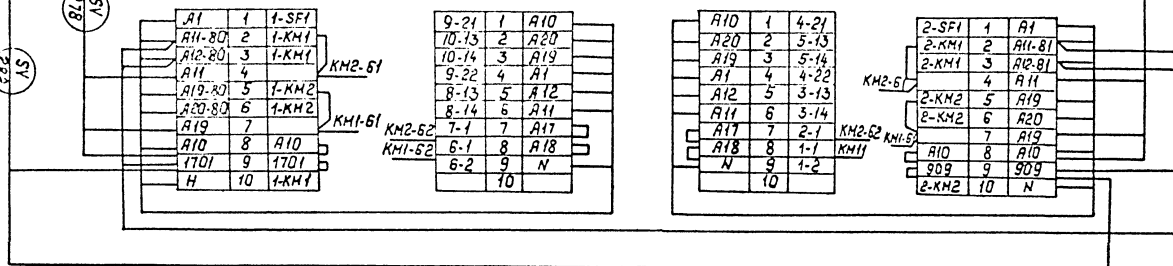 SV
178
SV
A1 1 1-SF1
A11-80 2 1-KM1
A12-80 3 1-KM1
A11 4
A19-80 5 1-KM2
A20-80 6 1-KM2
A19 7
A10 8 A10
1701 9 1701
H 10 1-KM1
KM2-61
KM1-61
9-21 1 A10
10-13 2 A20
10-14 3 A19
9-22 4 A1
8-13 5 A12
8-14 6 A11
7-1 7 A17
6-1 8 A18
6-2 9 N
10
KM2-62
KM1-62
A10 1 4-21
A20 2 5-13
A19 3 5-14
A1 4 4-22
A12 5 3-13
A11 6 3-14
A17 7 2-1
A18 8 1-1
N 9 1-2
10
KM2-62
KM11
KM2-6
KM1-6
2-SF1 1 A1
2-KM1 2 A11-81
2-KM1 3 A12-81
4 A11
2-KM2 5 A19
2-KM2 6 A20
7 A19
A10 8 A10
909 9 909
2-KM2 10 N